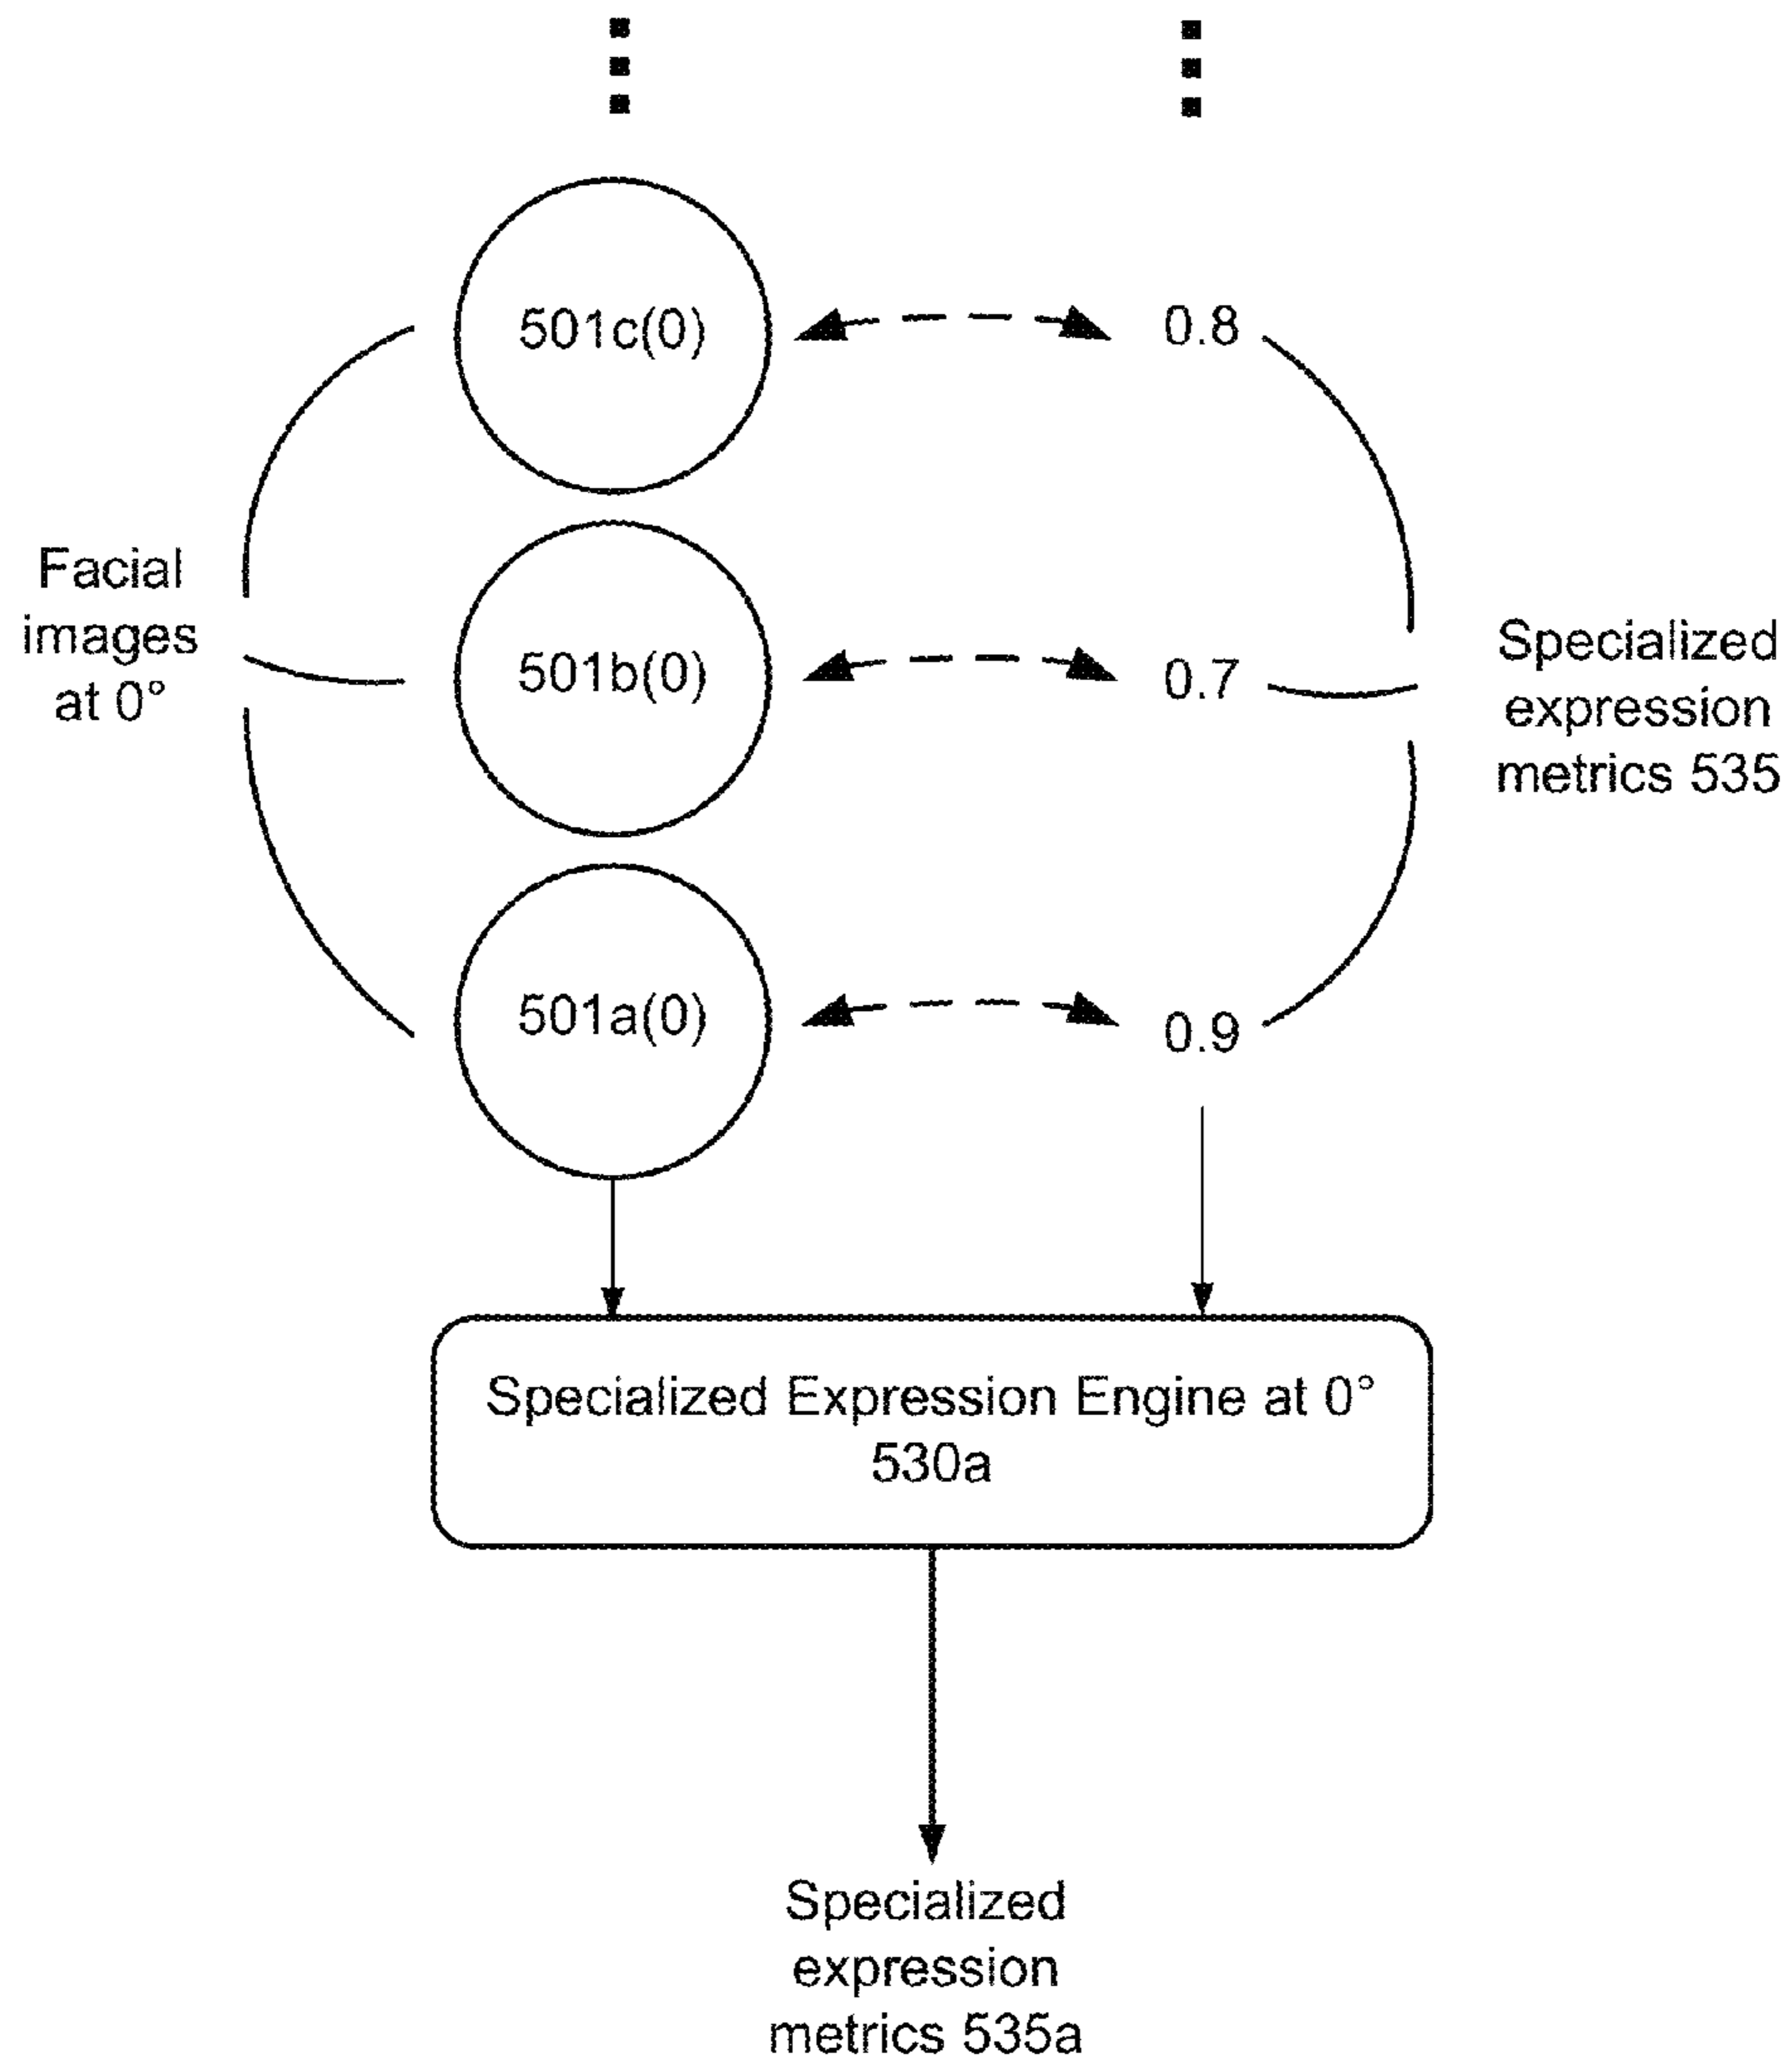 501c(0)
0.8
Facial
images
at 0°
501b(0)
0.7
Specialized
expression
metrics 535
501a(0)
0.9
Specialized Expression Engine at 0°
530a
Specialized
expression
metrics 535a